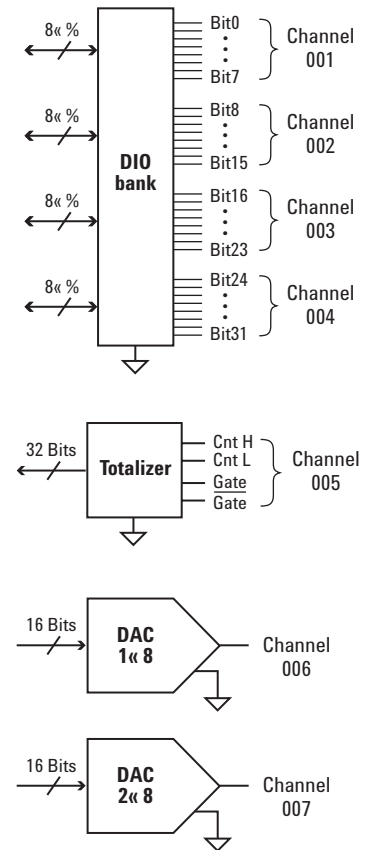 8« %
Bit0
Bit7
Channel
001
8« %
Bit8
Bit15
Channel
002
DIO
bank
8« %
Bit16
Bit23
Channel
003
8« %
Bit24
Bit31
Channel
004
32 Bits
Totalizer
Cnt H
Cnt L
Gate
Gate
Channel
005
16 Bits
DAC
1« 8
Channel
006
16 Bits
DAC
2« 8
Channel
007